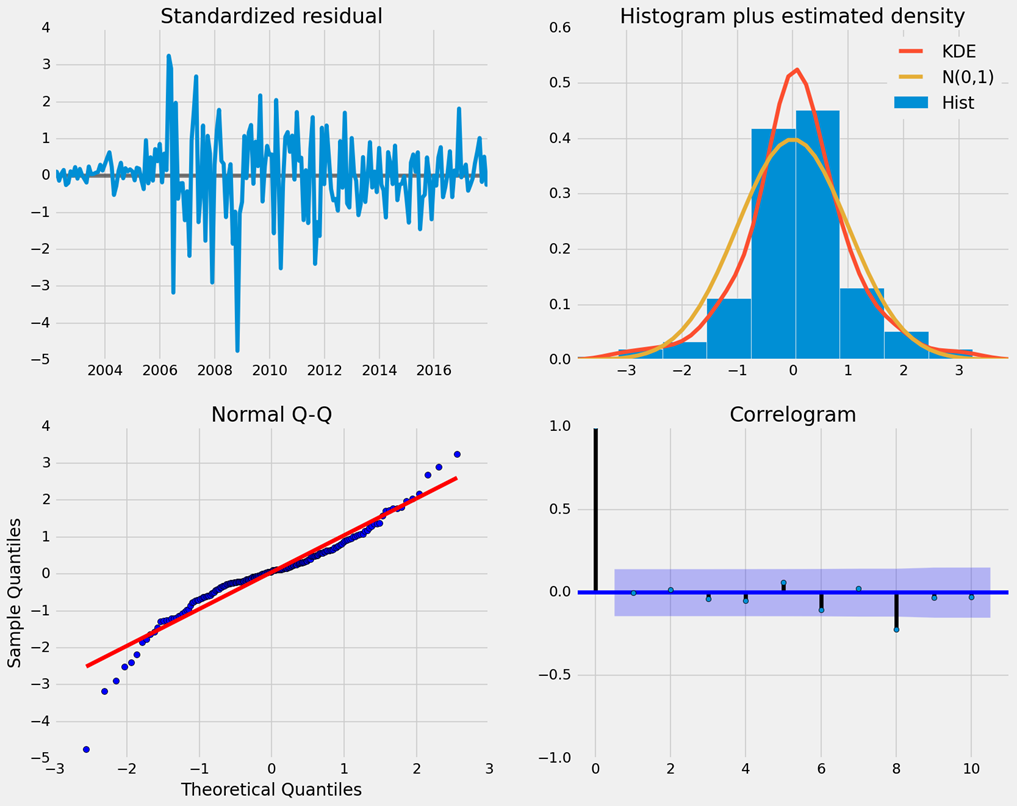 Standardized residual
4
3
2
1
0
−1
−2
−3
−4
−5
2004 2006 2008 2010 2012 2014 2016
Histogram plus estimated density
0.6
0.5
0.4
0.3
0.2
0.1
0.0
−3 −2 −1 0 1 2 3
KDE
N(0,1)
Hist
Normal Q-Q
Sample Quantiles
4
3
2
1
0
−1
−2
−3
−4
−5
−3 −2 −1 0 1 2 3
Theoretical Quantiles
Correlogram
1.0
0.5
0.0
−0.5
−1.0
0 2 4 6 8 10